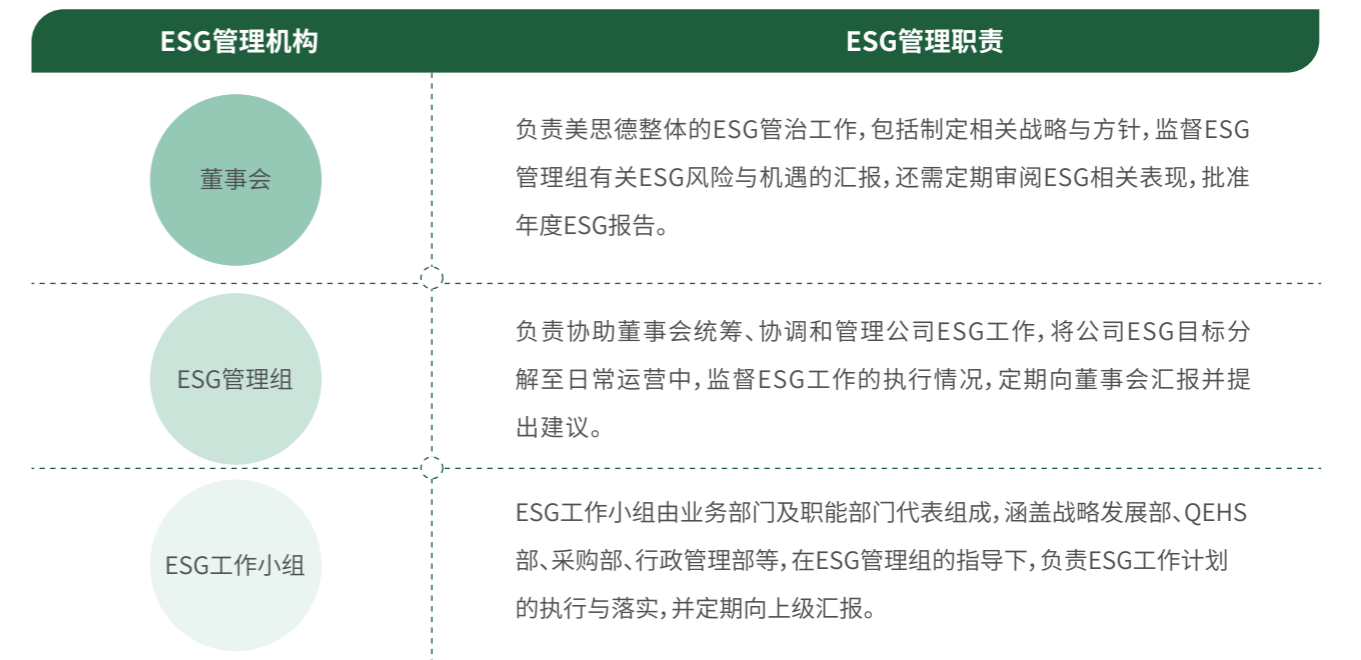 ESG管理机构
ESG管理职责
董事会
负责美思德整体的ESG管治工作，包括制定相关战略与方针，监督ESG
管理组有关ESG风险与机遇的汇报，还需定期审阅ESG相关表现，批准
年度ESG报告。
ESG管理组
负责协助董事会统筹、协调和管理公司ESG工作，将公司ESG目标分
解至日常运营中，监督ESG工作的执行情况，定期向董事会汇报并提
出建议。
ESG工作小组
ESG工作小组由业务部门及职能部门代表组成，涵盖战略发展部、QEHS
部、采购部、行政管理部等，在ESG管理组的指导下，负责ESG工作计划
的执行与落实，并定期向上级汇报。